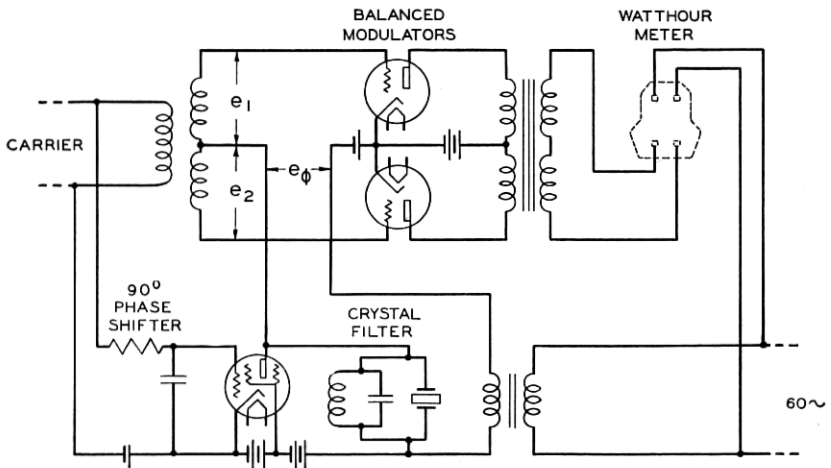 BALANCED
MODULATORS
WATTHOUR
METER
e1
CARRIER
e2
eϕ
90°
PHASE
SHIFTER
CRYSTAL
FILTER
60~